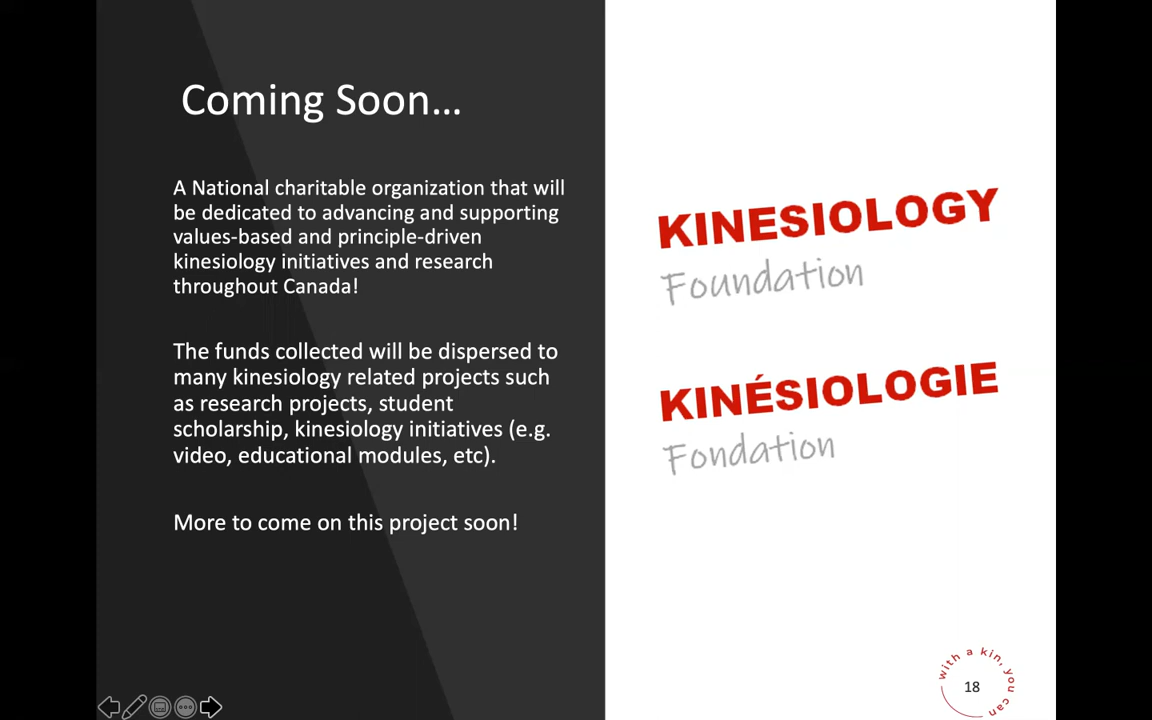 Coming Soon...
A National charitable organization that will
be dedicated to advancing and supporting
values-based and principle-driven
kinesiology initiatives and research
throughout Canada!
The funds collected will be dispersed to
many kinesiology related projects such
as research projects, student
scholarship, kinesiology initiatives (e.g.
video, educational modules, etc).
More to come on this project soon!
KINESIOLOGY
Foundation
KINÉSIOLOGIE
Fondation
with a kin, you can
18